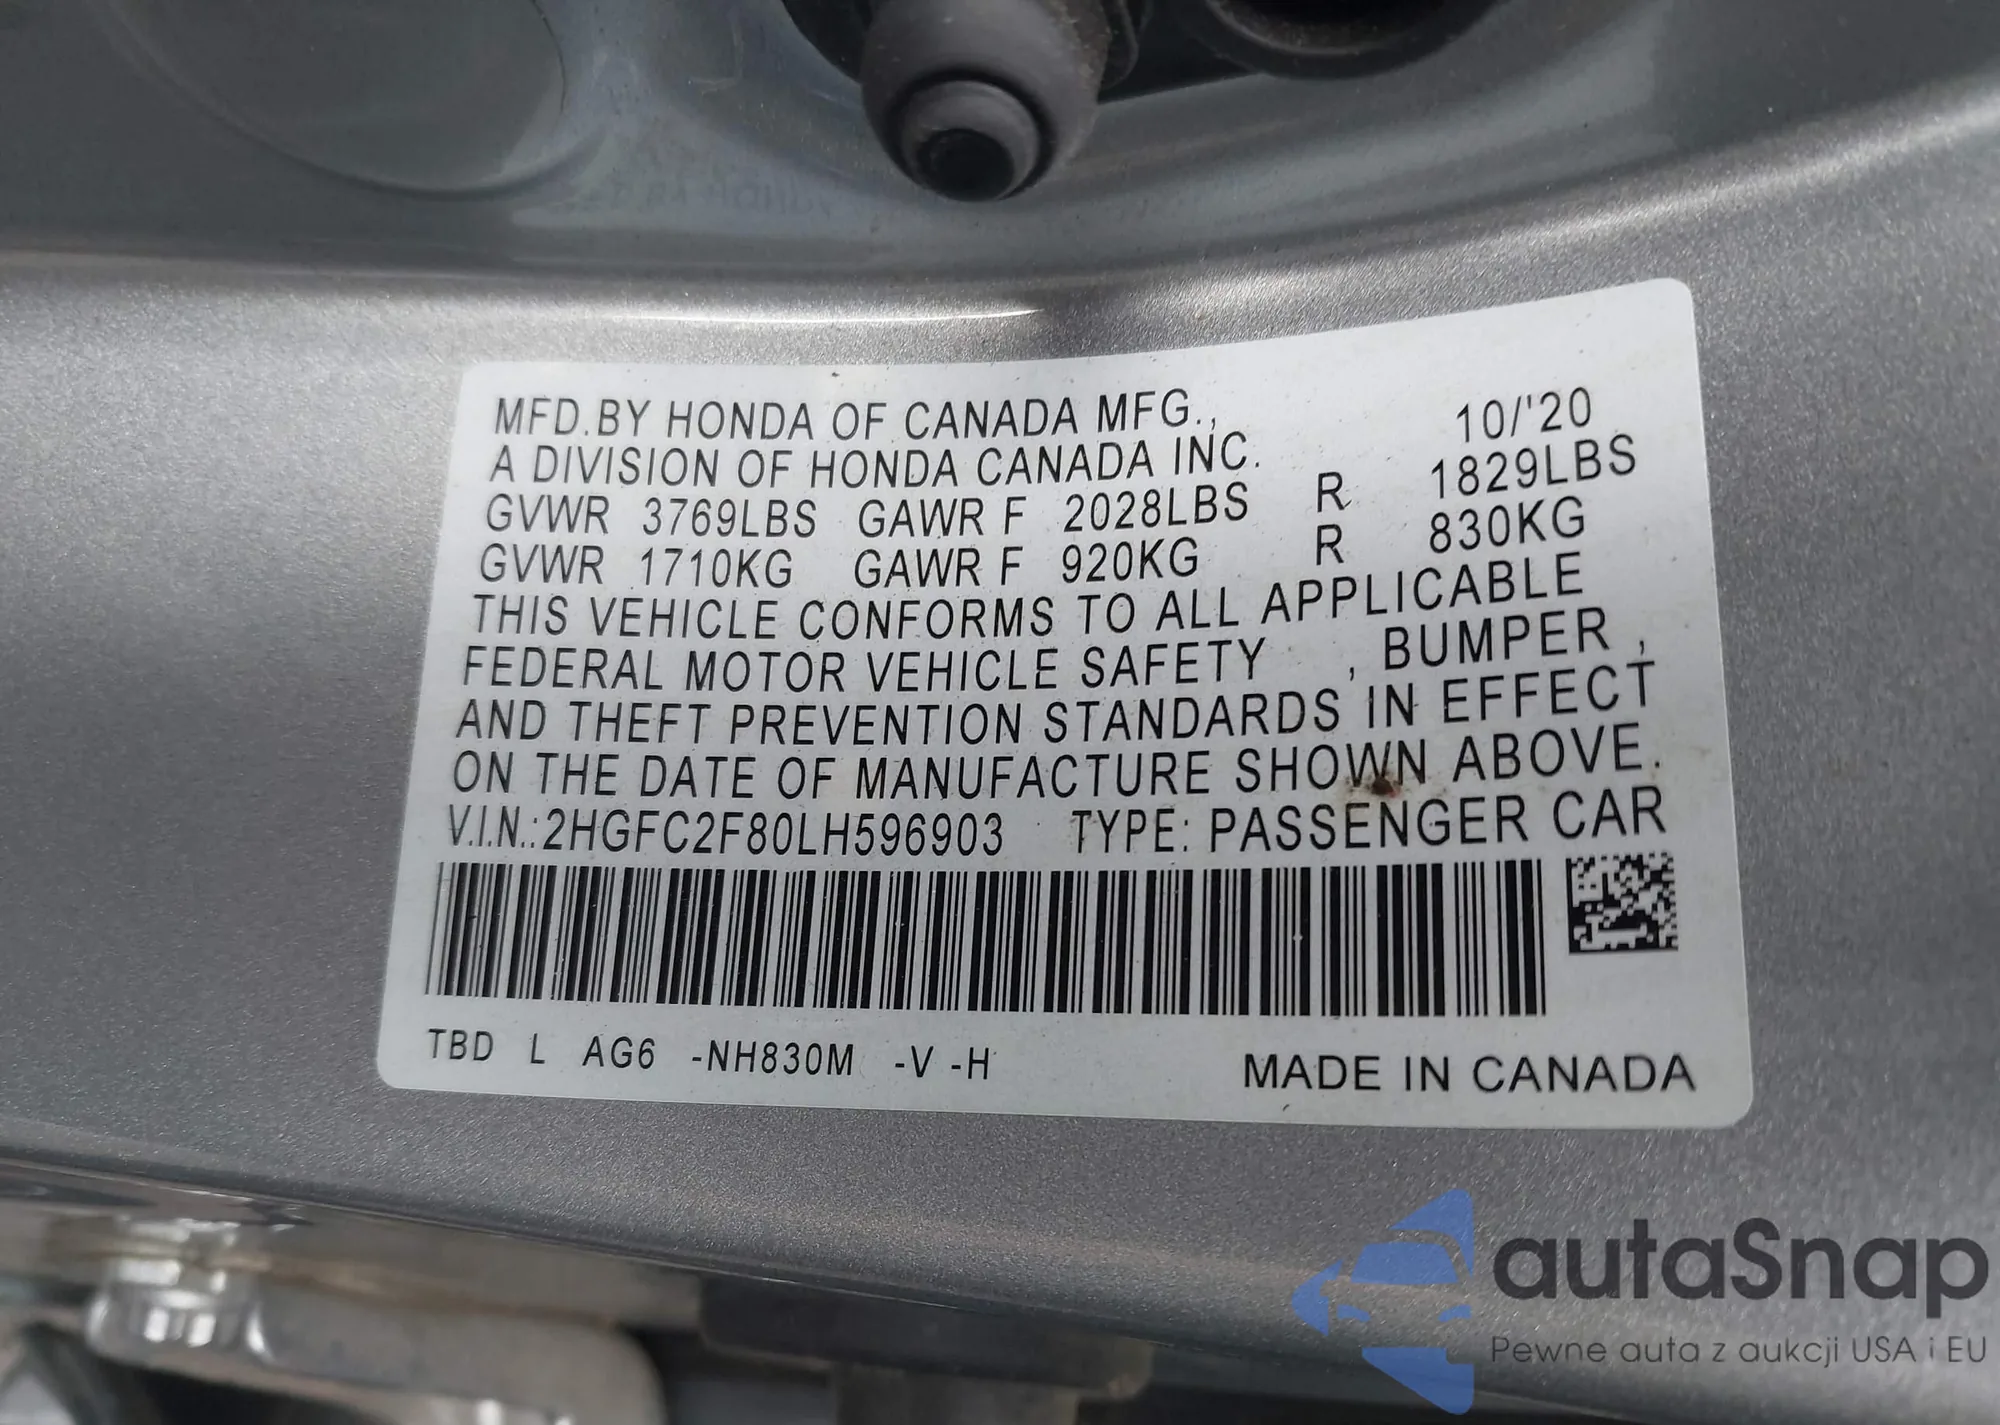 MFD.BY HONDA OF CANADA MFG., 10/'20
A DIVISION OF HONDA CANADA INC.
GVWR 3769LBS GAWR F 2028LBS R 1829LBS
GVWR 1710KG GAWR F 920KG R 830KG
THIS VEHICLE CONFORMS TO ALL APPLICABLE
FEDERAL MOTOR VEHICLE SAFETY , BUMPER ,
AND THEFT PREVENTION STANDARDS IN EFFECT
ON THE DATE OF MANUFACTURE SHOWN ABOVE.
V.I.N.:2HGFC2F80LH596903 TYPE: PASSENGER CAR
TBD L AG6 -NH830M -V -H MADE IN CANADA
autaSnap
Pewne auta z aukcji USA i EU